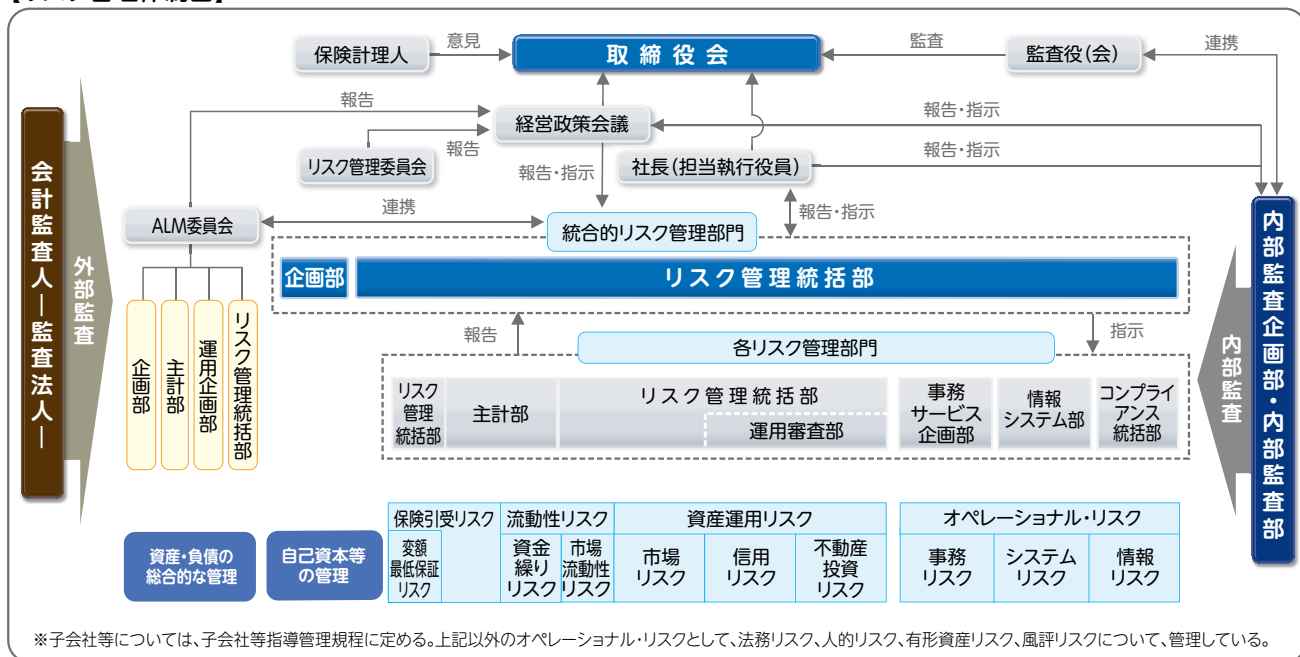 保険計理人
意見
取締役会
監査
監査役(会)
連携
報告
経営政策会議
報告・指示
リスク管理委員会
報告
報告・指示
社長(担当執行役員)
報告・指示
ALM委員会
連携
報告・指示
統合的リスク管理部門
企画部
リスク管理統括部
会計監査人―監査法人―
外部監査
企画部
主計部
運用企画部
リスク管理統括部
報告
指示
各リスク管理部門
リスク
管理
統括部
主計部
リスク管理統括部
運用審査部
事務
サービス
企画部
情報
システム部
コンプライ
アンス
統括部
内部監査
内部監査企画部・内部監査部
資産・負債の
総合的な管理
自己資本等
の管理
保険引受リスク
変額
最低保証
リスク
流動性リスク
資金
繰り
リスク
市場
流動性
リスク
資産運用リスク
市場
リスク
信用
リスク
不動産
投資
リスク
オペレーショナル・リスク
事務
リスク
システム
リスク
情報
リスク
※子会社等については、子会社等指導管理規程に定める。上記以外のオペレーショナル・リスクとして、法務リスク、人的リスク、有形資産リスク、風評リスクについて、管理している。